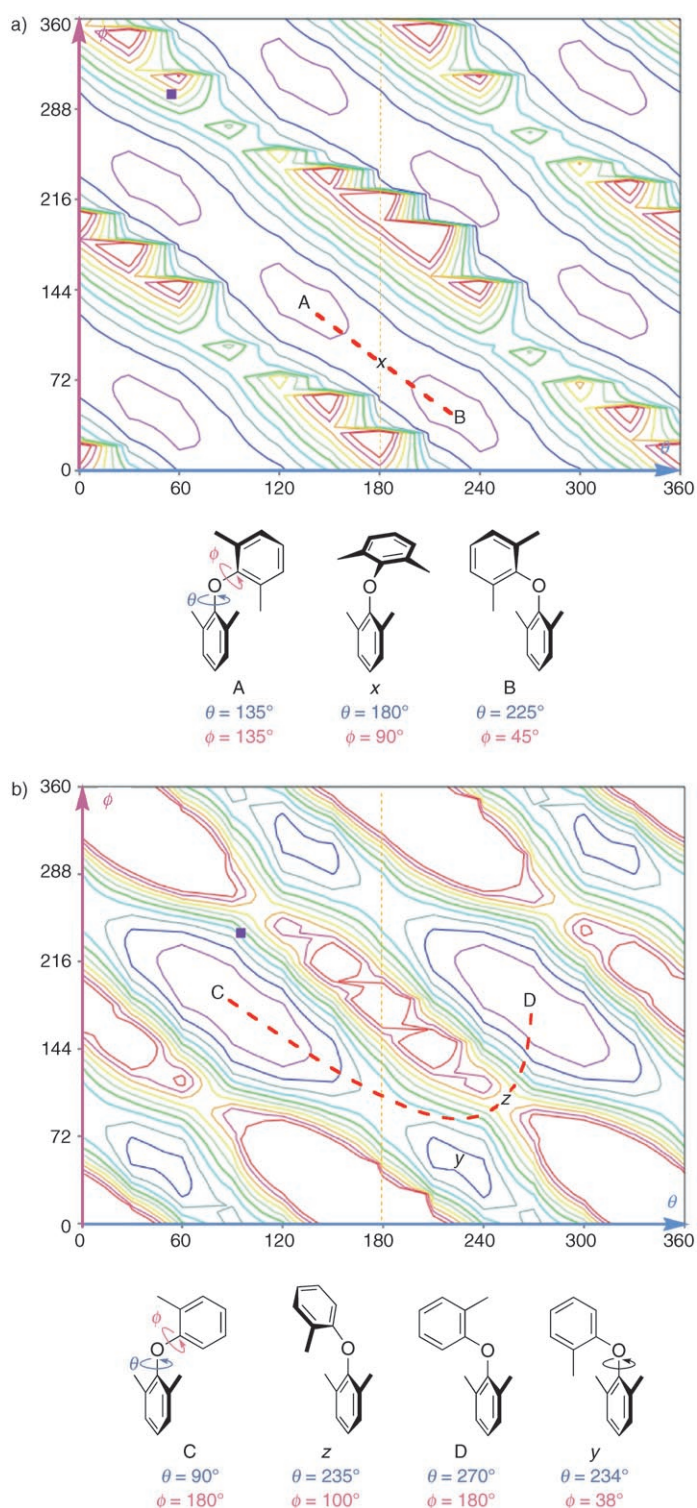 a)
360
ϕ
288
216
144
A
x
72
B
0
θ
0 60 120 180 240 300 360
ϕ
O
θ
O
O
A x B
θ = 135° θ = 180° θ = 225°
ϕ = 135° ϕ = 90° ϕ = 45°
b)
360
ϕ
288
216
C D
144
z
72
y
θ
0
0 60 120 180 240 300 360
ϕ
θ O O O O
C z D y
θ = 90° θ = 235° θ = 270° θ = 234°
ϕ = 180° ϕ = 100° ϕ = 180° ϕ = 38°